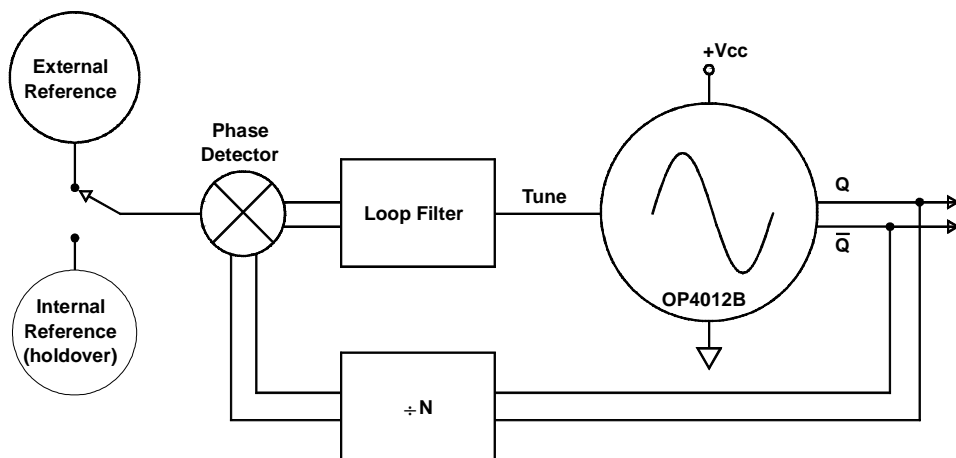 External
Reference
+Vcc
Phase
Detector
Loop Filter
Tune
Q
Q̅
OP4012B
Internal
Reference
(holdover)
÷N